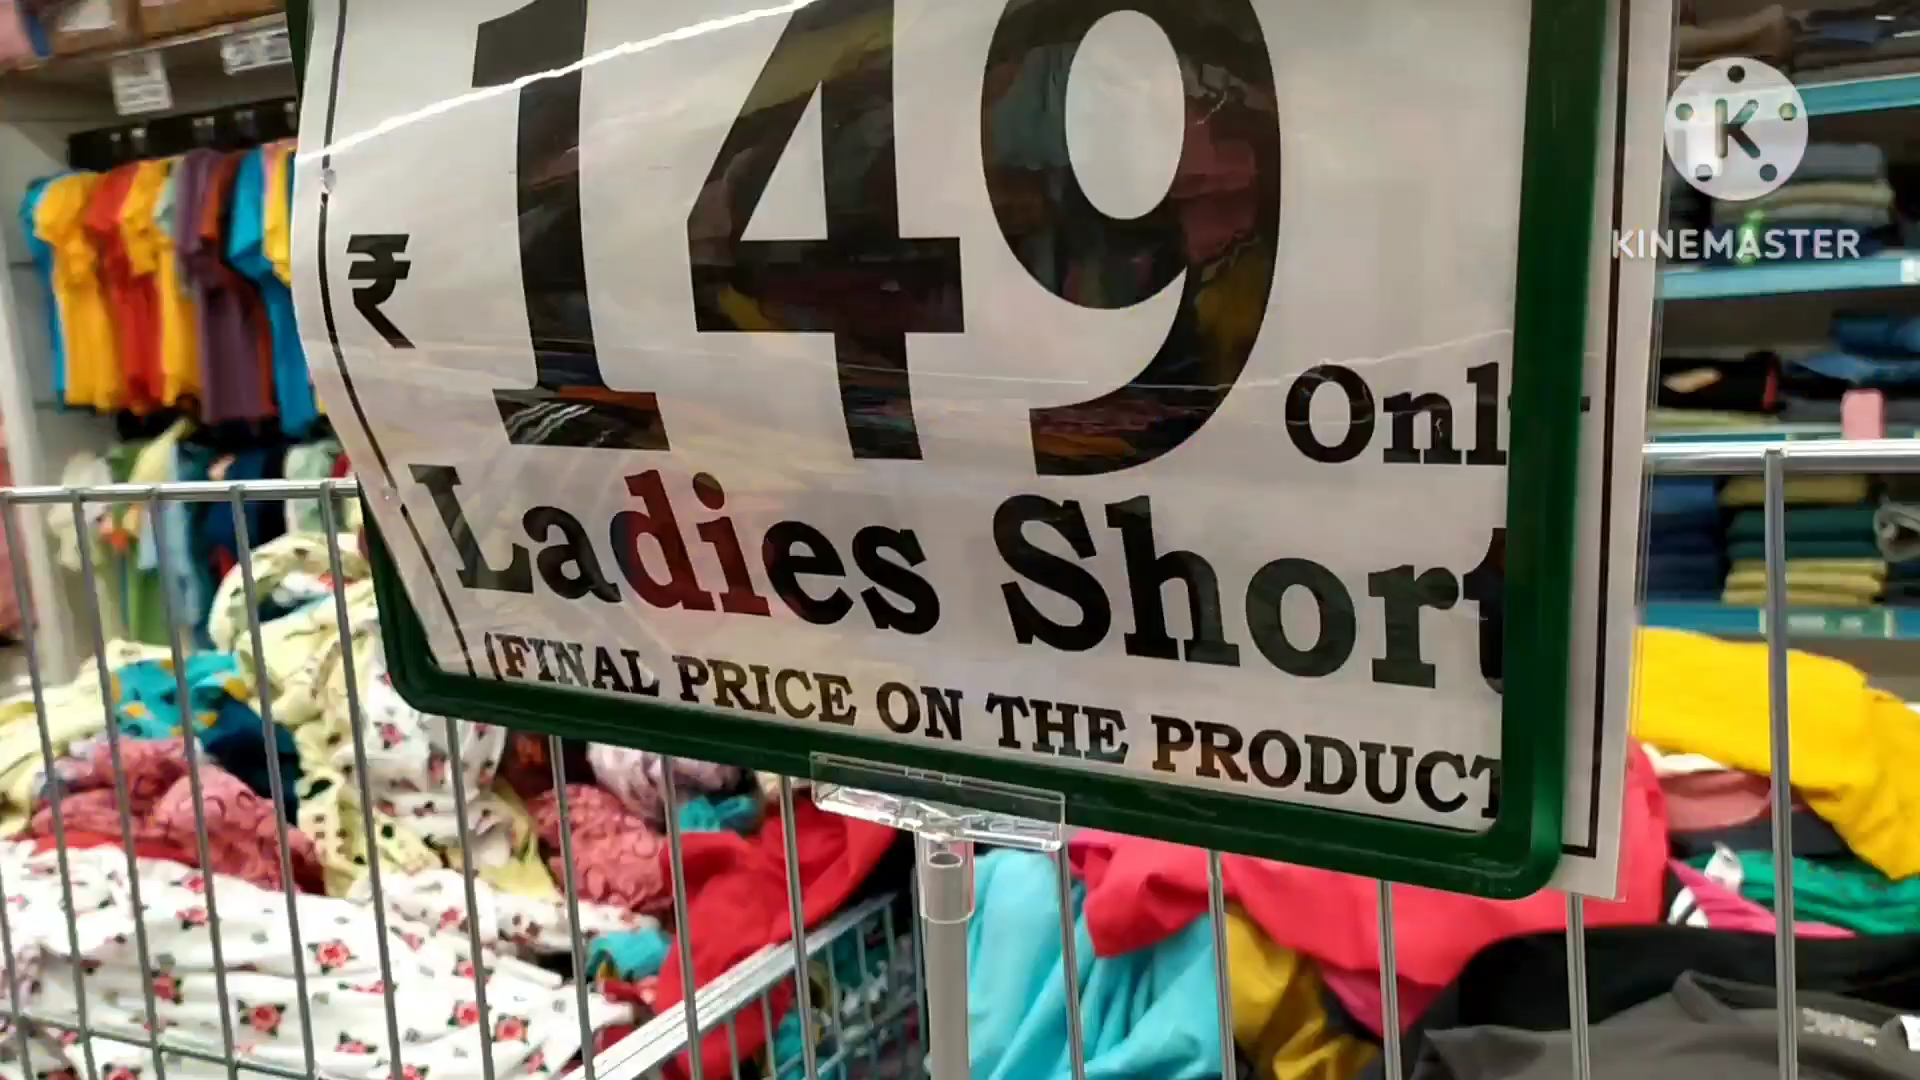 ₹ 149 Onl
Ladies Short
(FINAL PRICE ON THE PRODUCT
K
KINEMASTER